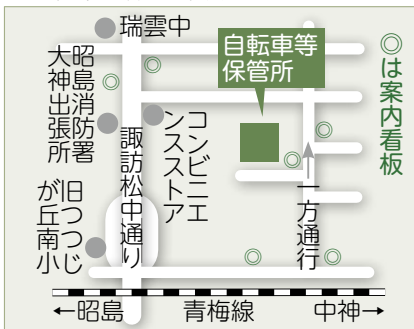 瑞雲中
自転車等
保管所
◎は案内看板
昭島消防署
大神出張所
コンビニエ
ンスストア
諏訪松中通り
一方通行
旧つつじ
が丘南小
←昭島
青梅線
中神→